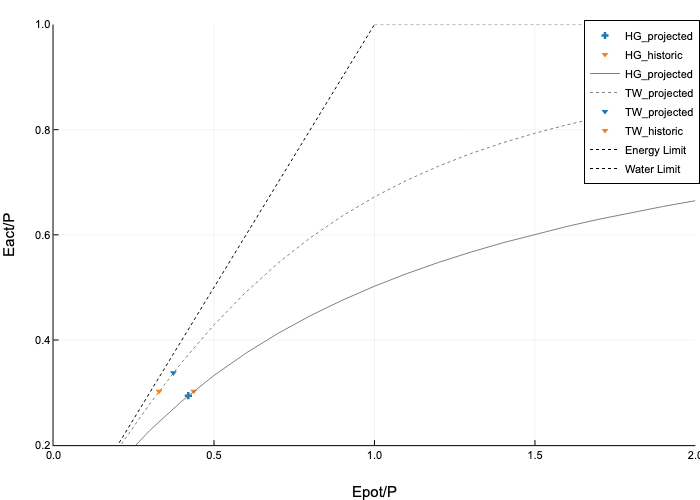 1.0
0.8
0.6
0.4
0.2
Eact/P
0.0
0.5
1.0
1.5
2.0
Epot/P
HG_projected
HG_historic
HG_projected
TW_projected
TW_projected
TW_historic
Energy Limit
Water Limit